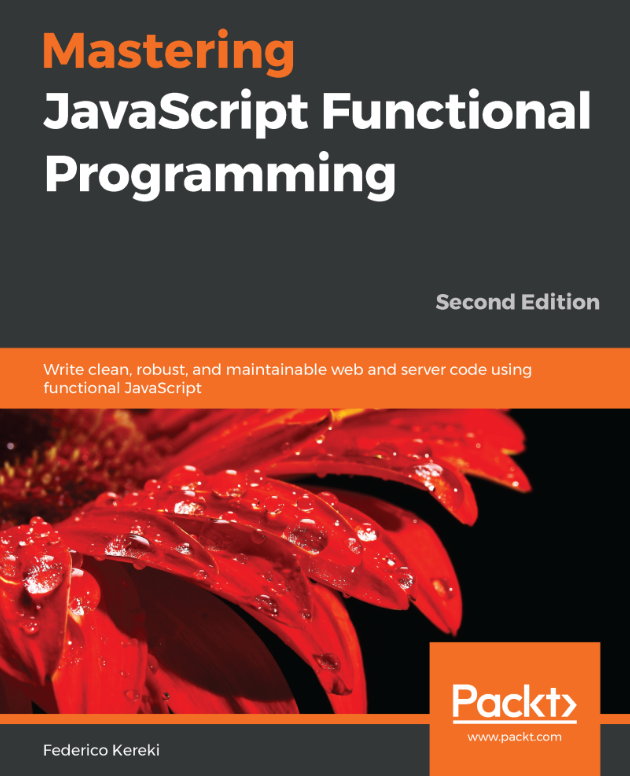 Mastering
JavaScript Functional
Programming
Second Edition
Write clean, robust, and maintainable web and server code using
functional JavaScript
Packt>
www.packt.com
Federico Kereki